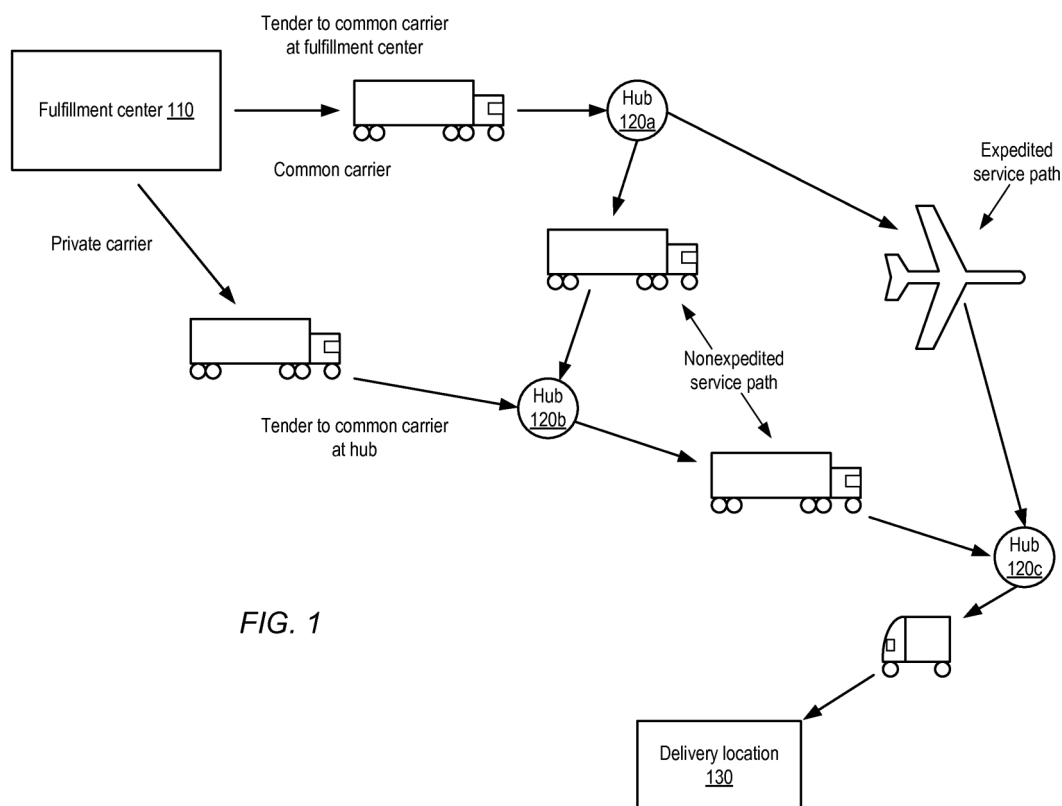 Tender to common carrier
at fulfillment center
Fulfillment center 110
Hub
120a
Common carrier
Expedited
service path
Private carrier
Nonexpedited
service path
Hub
120b
Tender to common carrier
at hub
Hub
120c
FIG. 1
Delivery location
130